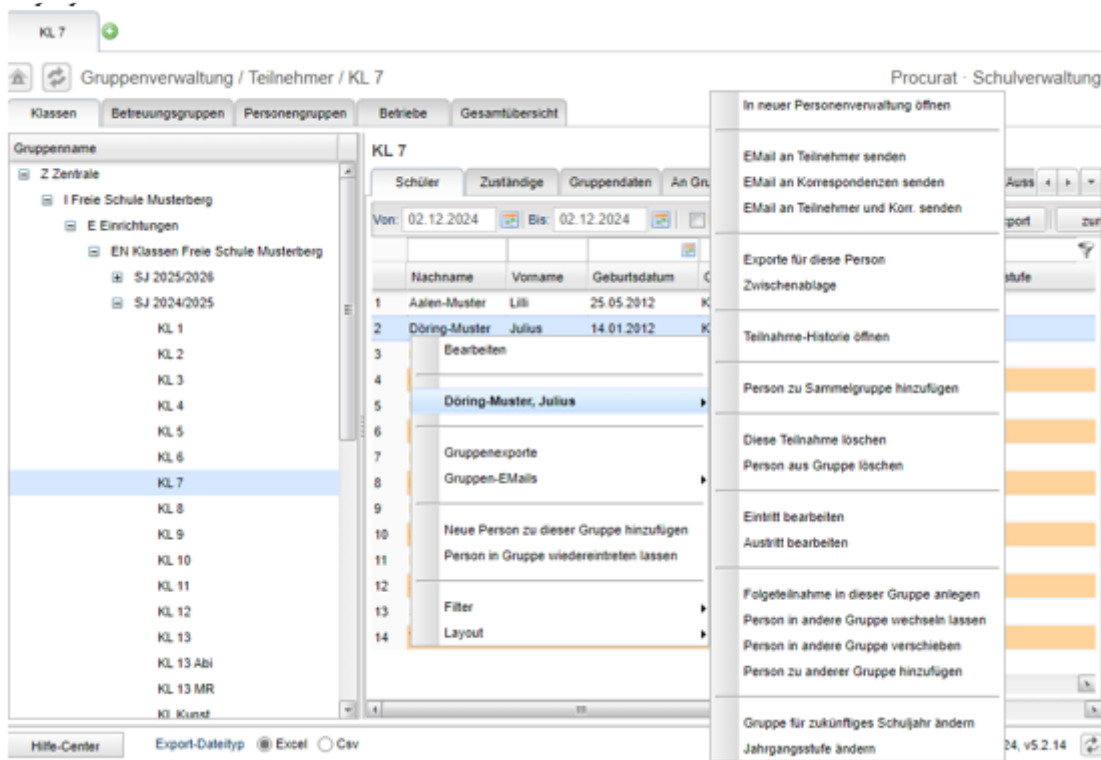 KL 7
Gruppenverwaltung / Teilnehmer / KL 7
Procurat · Schulverwaltung
Klassen Betreuungsgruppen Personengruppen Betriebe Gesamtübersicht
Gruppenname
Z Zentrale
I Freie Schule Musterberg
E Einrichtungen
EN Klassen Freie Schule Musterberg
SJ 2025/2026
SJ 2024/2025
KL 1
KL 2
KL 3
KL 4
KL 5
KL 6
KL 7
KL 8
KL 9
KL 10
KL 11
KL 12
KL 13
KL 13 Abi
KL 13 MR
KL Kunst
KL 7
Schüler Zuständige Gruppendaten An Gru Auss
Von: 02.12.2024 Bis: 02.12.2024 port zur
Nachname Vorname Geburtsdatum stufe
1 Aalen-Muster Lilli 25.05.2012 K
2 Döring-Muster Julius 14.01.2012 K
3
4
5
6
7
8
9
10
11
12
13
14
Bearbeiten
Döring-Muster, Julius
Gruppenexporte
Gruppen-EMails
Neue Person zu dieser Gruppe hinzufügen
Person in Gruppe wiedereintreten lassen
Filter
Layout
In neuer Personenverwaltung öffnen
EMail an Teilnehmer senden
EMail an Korrespondenzen senden
EMail an Teilnehmer und Korr. senden
Exporte für diese Person
Zwischenablage
Teilnahme-Historie öffnen
Person zu Sammelgruppe hinzufügen
Diese Teilnahme löschen
Person aus Gruppe löschen
Eintritt bearbeiten
Austritt bearbeiten
Folgeteilnahme in dieser Gruppe anlegen
Person in andere Gruppe wechseln lassen
Person in andere Gruppe verschieben
Person zu anderer Gruppe hinzufügen
Gruppe für zukünftiges Schuljahr ändern
Jahrgangsstufe ändern
Hilfe-Center Export-Dateityp Excel Csv 24, v5.2.14